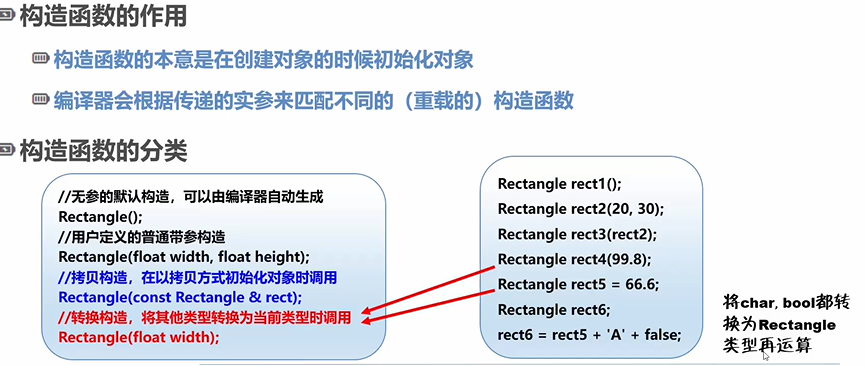 构造函数的作用
构造函数的本意是在创建对象的时候初始化对象
编译器会根据传递的实参来匹配不同的（重载的）构造函数
构造函数的分类
//无参的默认构造，可以由编译器自动生成
Rectangle();
//用户定义的普通带参构造
Rectangle(float width, float height);
//拷贝构造，在以拷贝方式初始化对象时调用
Rectangle(const Rectangle & rect);
//转换构造，将其他类型转换为当前类型时调用
Rectangle(float width);
Rectangle rect1();
Rectangle rect2(20, 30);
Rectangle rect3(rect2);
Rectangle rect4(99.8);
Rectangle rect5 = 66.6;
Rectangle rect6;
rect6 = rect5 + 'A' + false;
将char, bool都转
换为Rectangle
类型再运算